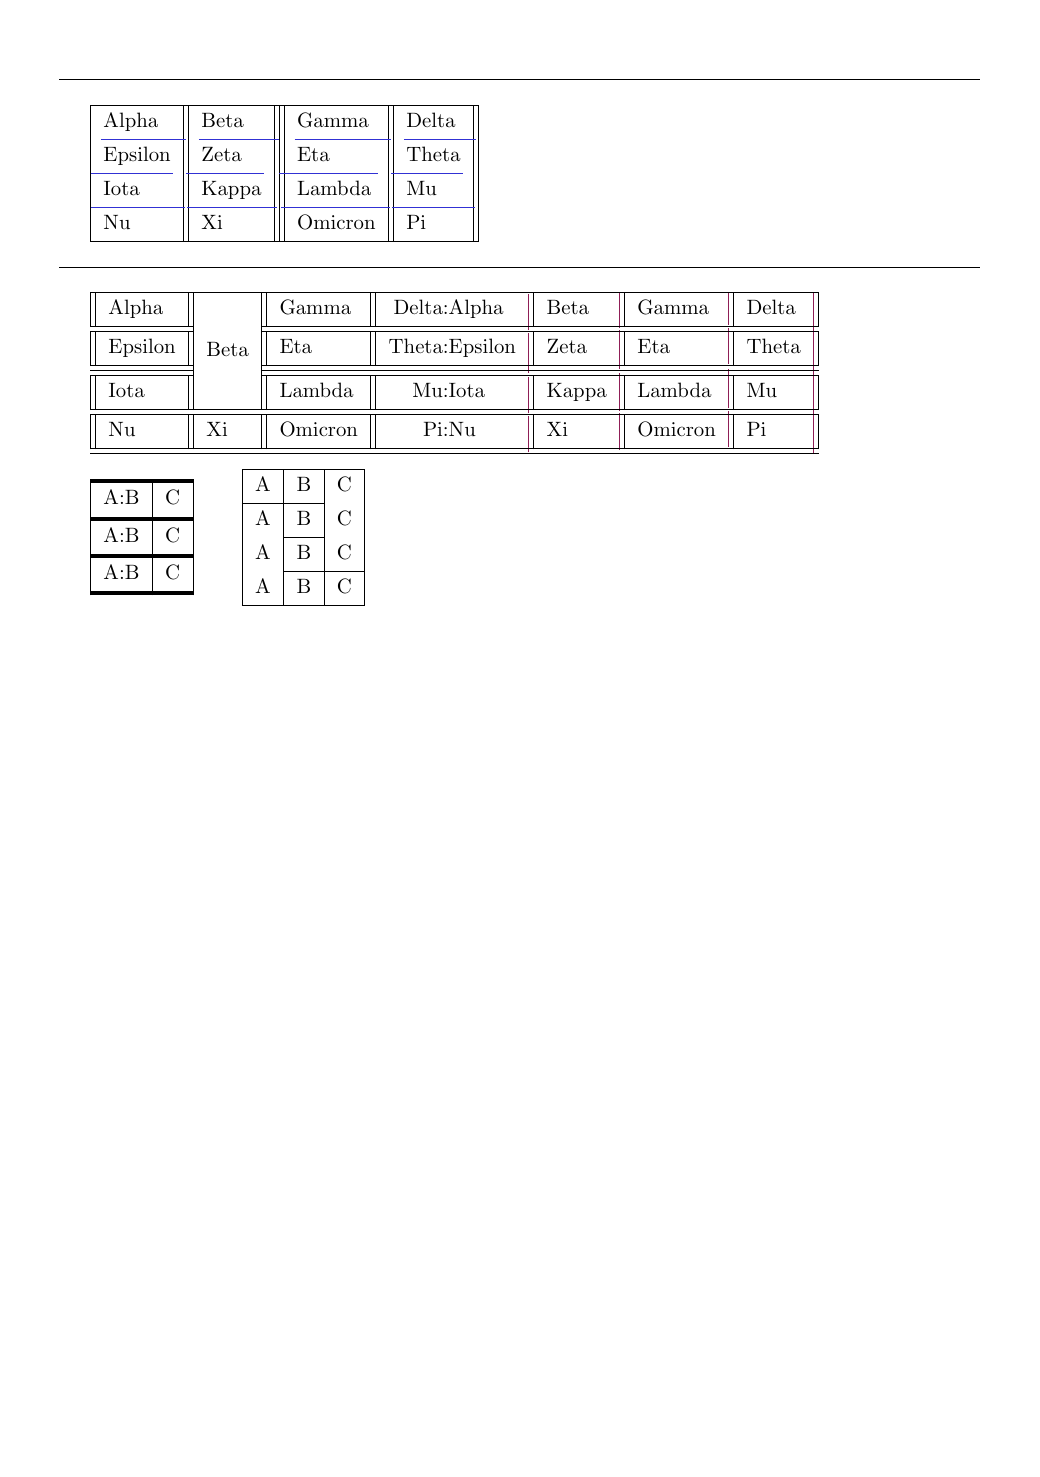 Alpha Beta Gamma Delta
Epsilon Zeta Eta Theta
Iota Kappa Lambda Mu
Nu Xi Omicron Pi
Alpha Gamma Delta:Alpha Beta Gamma Delta
Epsilon Beta Eta Theta:Epsilon Zeta Eta Theta
Iota Lambda Mu:Iota Kappa Lambda Mu
Nu Xi Omicron Pi:Nu Xi Omicron Pi
A:B C
A:B C
A:B C
A B C
A B C
A B C
A B C